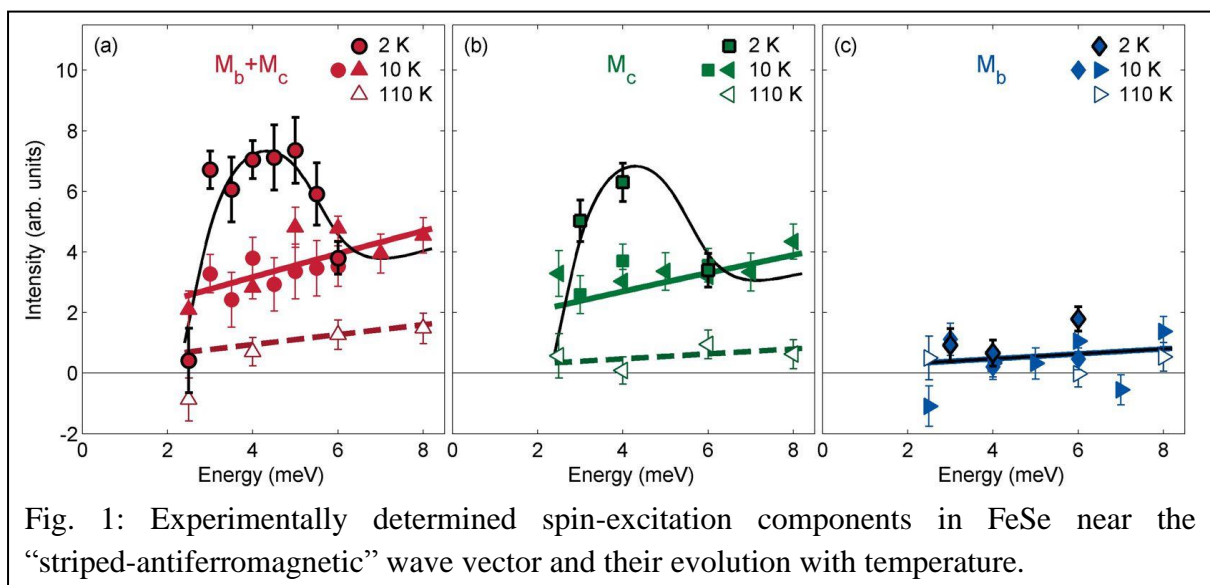 (a) 2 K
M_b+M_c 10 K
110 K
(b) 2 K
M_c 10 K
110 K
(c) 2 K
M_b 10 K
110 K
Intensity (arb. units)
10
8
6
4
2
0
-2
0 2 4 6 8
0 2 4 6 8
0 2 4 6 8
Energy (meV)
Energy (meV)
Energy (meV)
Fig. 1: Experimentally determined spin-excitation components in FeSe near the
“striped-antiferromagnetic” wave vector and their evolution with temperature.